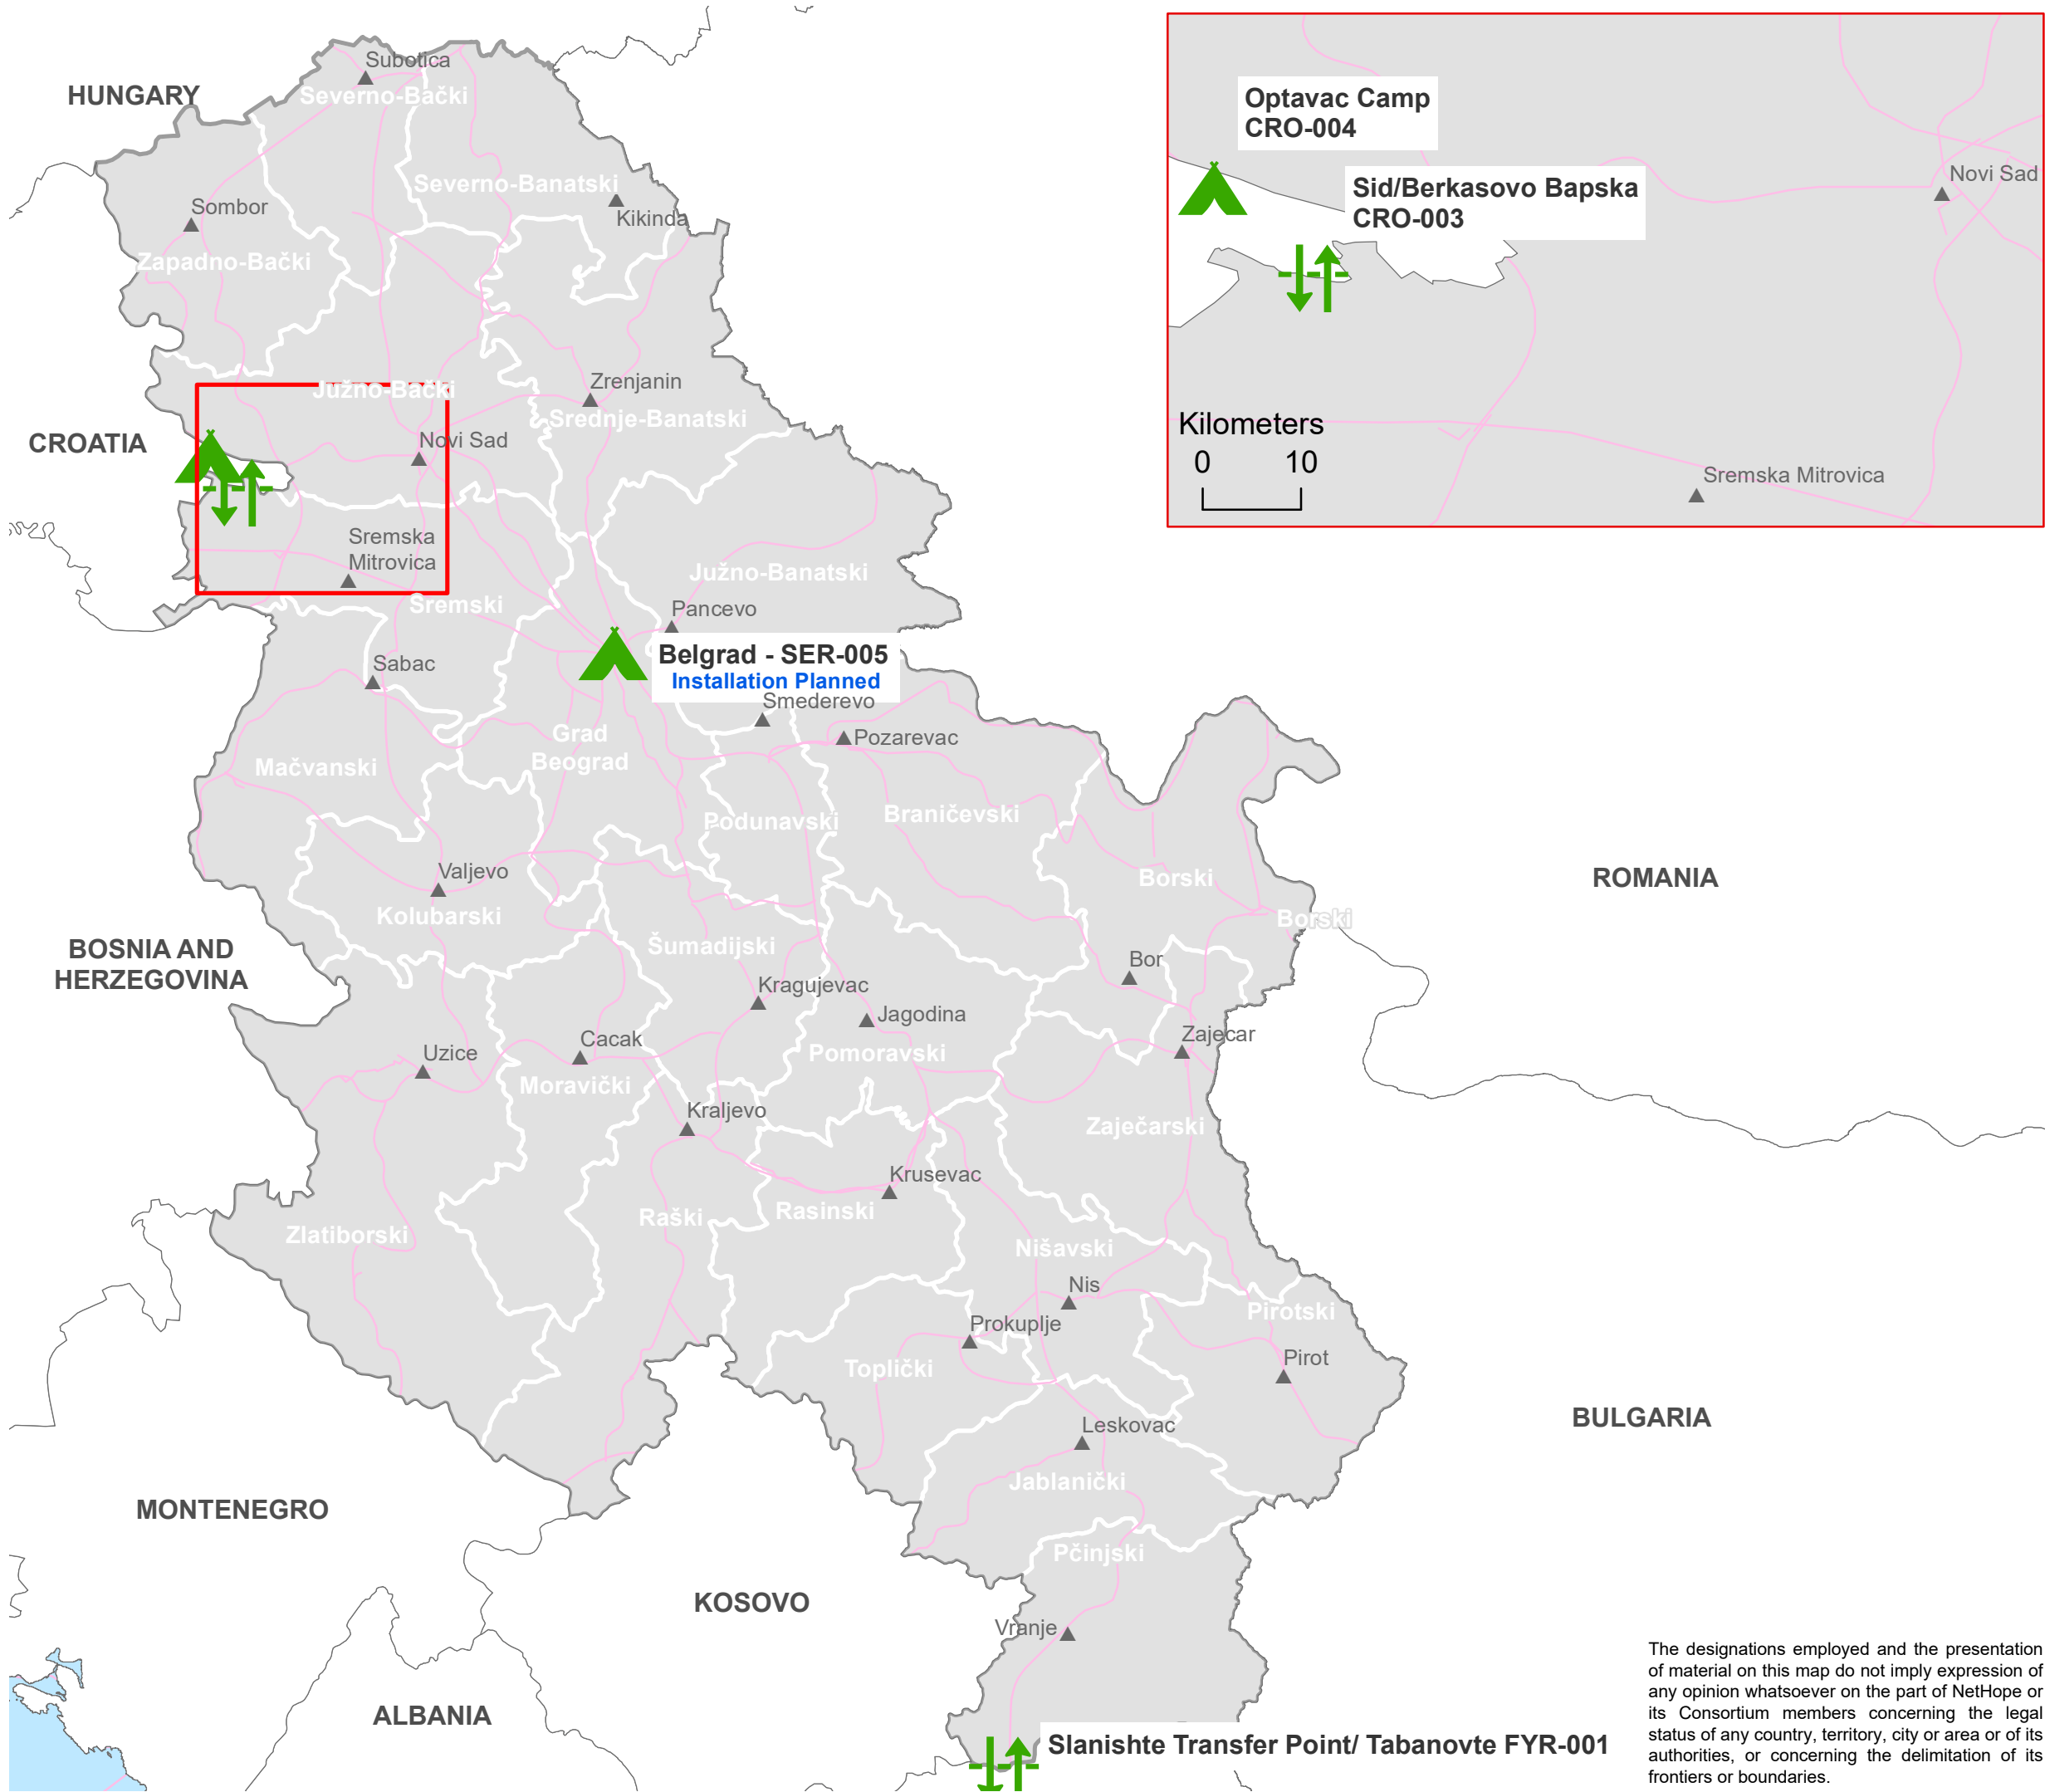 Subotica
HUNGARY
Severno-Bački
Optavac Camp
CRO-004
Sid/Berkasovo Bapska
CRO-003
Novi Sad
Kilometers
0 10
Sremska Mitrovica
Severno-Banatski
Kikinda
Sombor
Zapadno-Bački
Južno-Bački
Zrenjanin
Srednje-Banatski
CROATIA
Novi Sad
Sremska
Mitrovica
Južno-Banatski
Sremski
Pancevo
Belgrad - SER-005
Installation Planned
Sabac
Smederevo
Pozarevac
Grad
Beograd
Mačvanski
Podunavski
Braničevski
Valjevo
Kolubarski
Borski
ROMANIA
Borski
BOSNIA AND
HERZEGOVINA
Šumadijski
Bor
Kragujevac
Jagodina
Zajecar
Uzice
Cacak
Pomoravski
Moravički
Kraljevo
Zaječarski
Krusevac
Rasinski
Raški
Zlatiborski
Nišavski
Nis
Pirotski
Prokuplje
Toplički
Pirot
BULGARIA
Leskovac
Jablanički
MONTENEGRO
Pčinjski
KOSOVO
Vranje
ALBANIA
Slanishte Transfer Point/ Tabanovte FYR-001
The designations employed and the presentation
of material on this map do not imply expression of
any opinion whatsoever on the part of NetHope or
its Consortium members concerning the legal
status of any country, territory, city or area or of its
authorities, or concerning the delimitation of its
frontiers or boundaries.